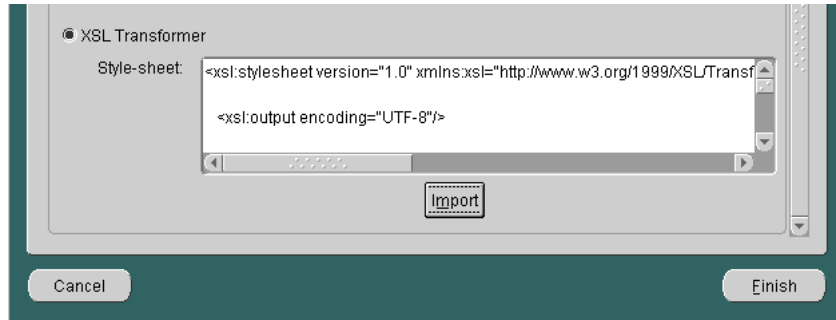 XSL Transformer
Style-sheet:
<xsl:stylesheet version="1.0" xmlns:xsl="http://www.w3.org/1999/XSL/Transf
<xsl:output encoding="UTF-8"/>
Import
Cancel
Finish